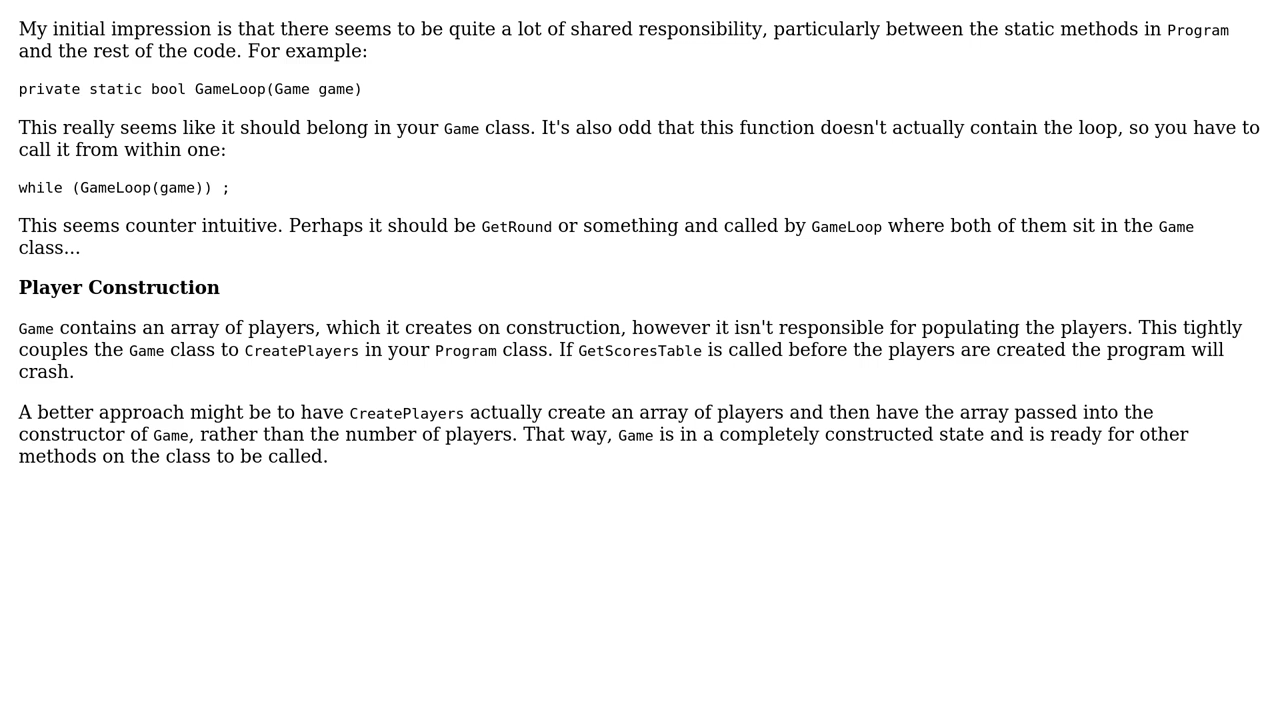 My initial impression is that there seems to be quite a lot of shared responsibility, particularly between the static methods in Program
and the rest of the code. For example:
private static bool GameLoop(Game game)
This really seems like it should belong in your Game class. It's also odd that this function doesn't actually contain the loop, so you have to
call it from within one:
while (GameLoop(game)) ;
This seems counter intuitive. Perhaps it should be GetRound or something and called by GameLoop where both of them sit in the Game
class...
Player Construction
Game contains an array of players, which it creates on construction, however it isn't responsible for populating the players. This tightly
couples the Game class to CreatePlayers in your Program class. If GetScoresTable is called before the players are created the program will
crash.
A better approach might be to have CreatePlayers actually create an array of players and then have the array passed into the
constructor of Game, rather than the number of players. That way, Game is in a completely constructed state and is ready for other
methods on the class to be called.